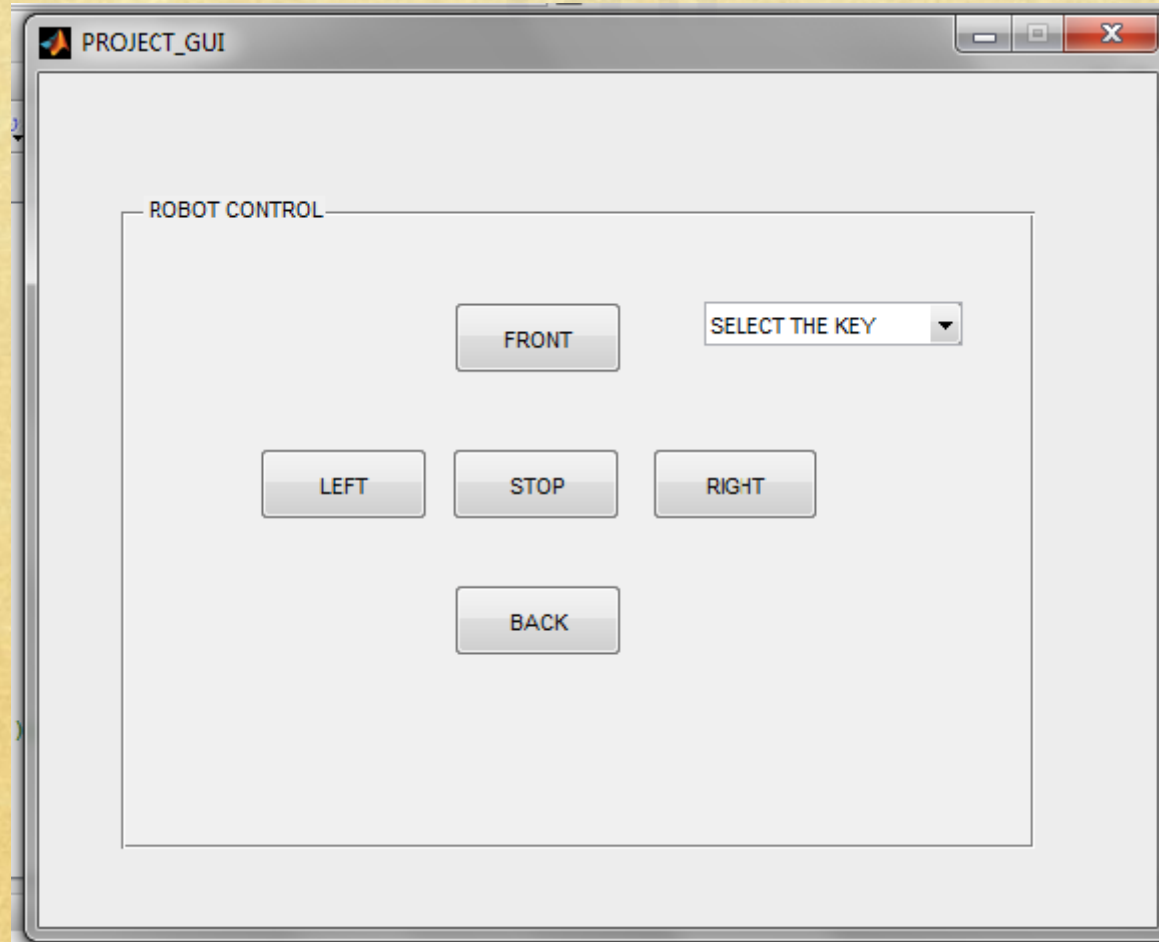 PROJECT_GUI
ROBOT CONTROL
FRONT
SELECT THE KEY
LEFT
STOP
RIGHT
BACK
)